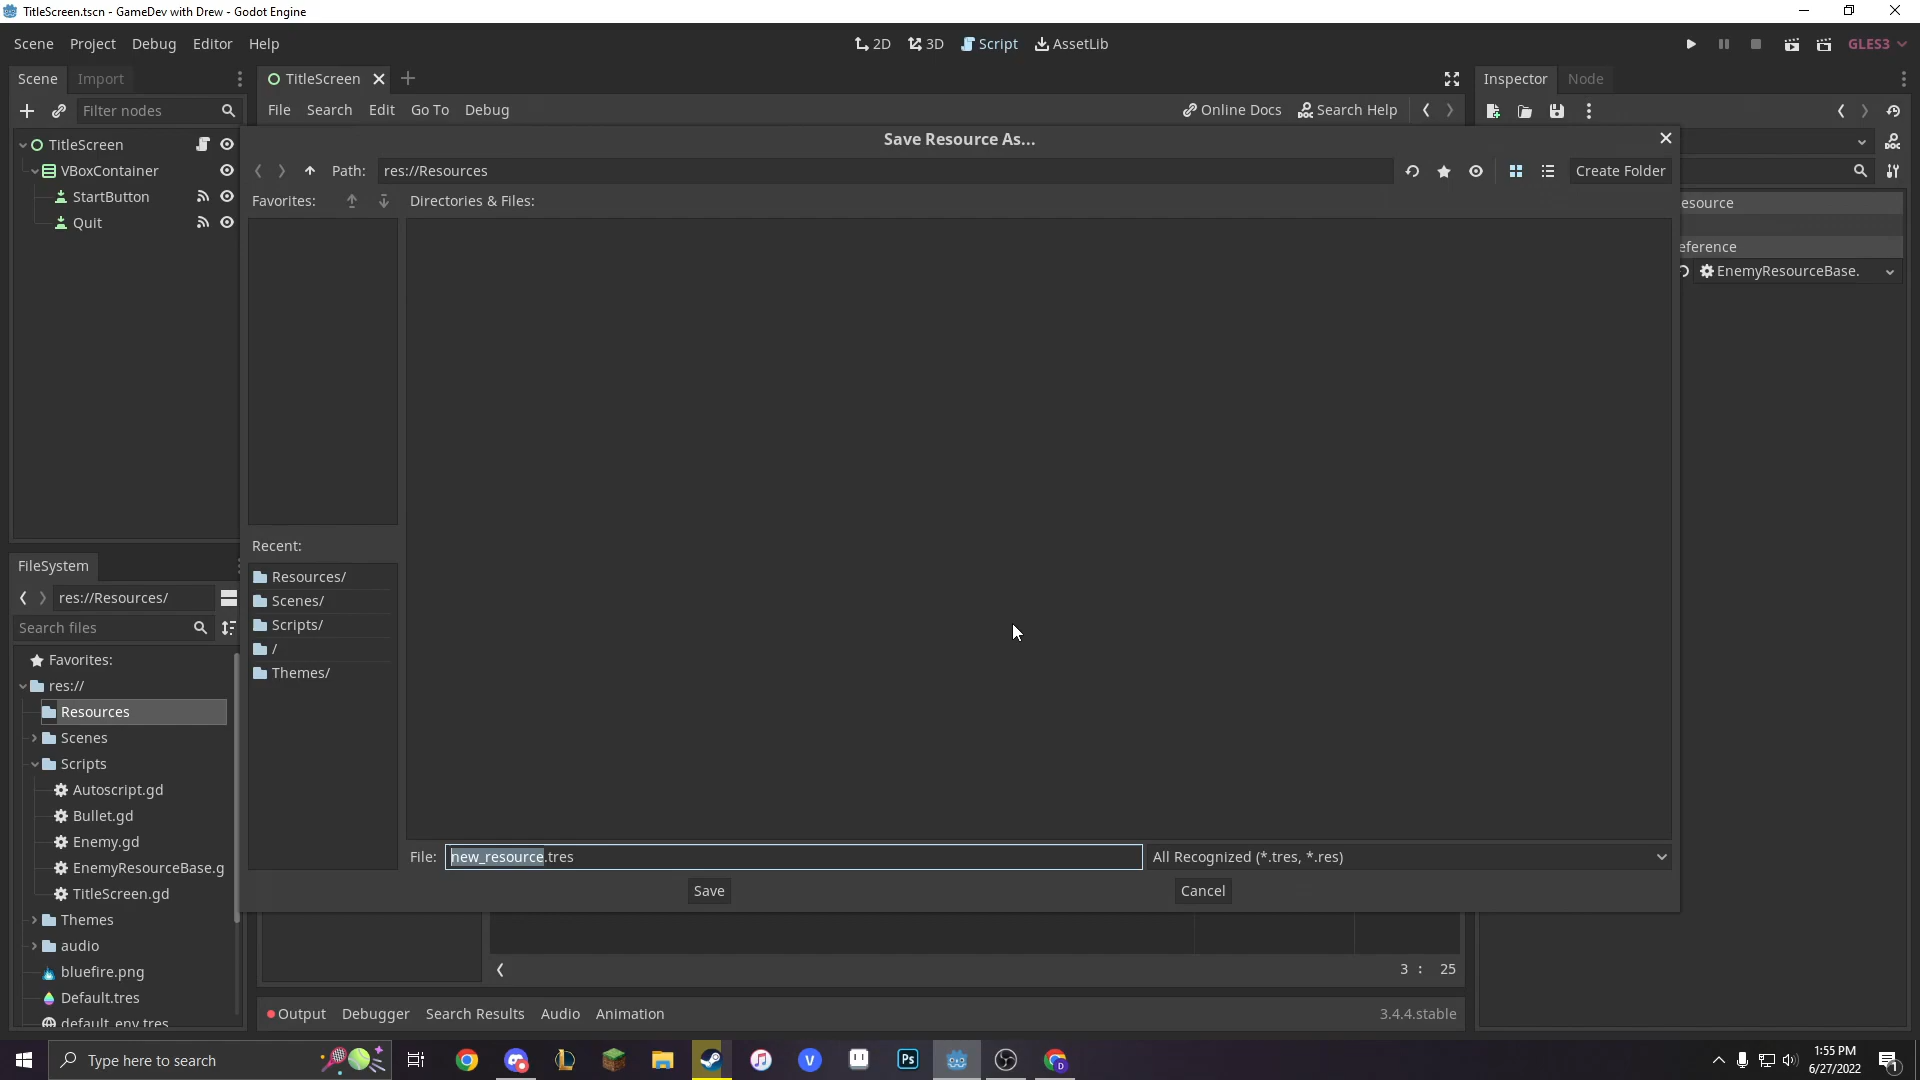 TitleScreen.tscn - GameDev with Drew - Godot Engine
Scene Project Debug Editor Help
2D 3D Script AssetLib
GLES3
Scene Import
TitleScreen
Inspector Node
Filter nodes
File Search Edit Go To Debug
Online Docs Search Help
Save Resource As...
TitleScreen
VBoxContainer
StartButton
Quit
Path: res://Resources
Create Folder
Favorites:
Directories & Files:
esource
eference
EnemyResourceBase.
Recent:
Resources/
Scenes/
Scripts/
/
Themes/
FileSystem
res://Resources/
Search files
Favorites:
res://
Resources
Scenes
Scripts
Autoscript.gd
Bullet.gd
Enemy.gd
EnemyResourceBase.g
TitleScreen.gd
Themes
audio
bluefire.png
Default.tres
default_env.tres
File: new_resource.tres
All Recognized (*.tres, *.res)
Save
Cancel
3 : 25
Output Debugger Search Results Audio Animation
3.4.4.stable
Type here to search
1:55 PM
6/27/2022
1